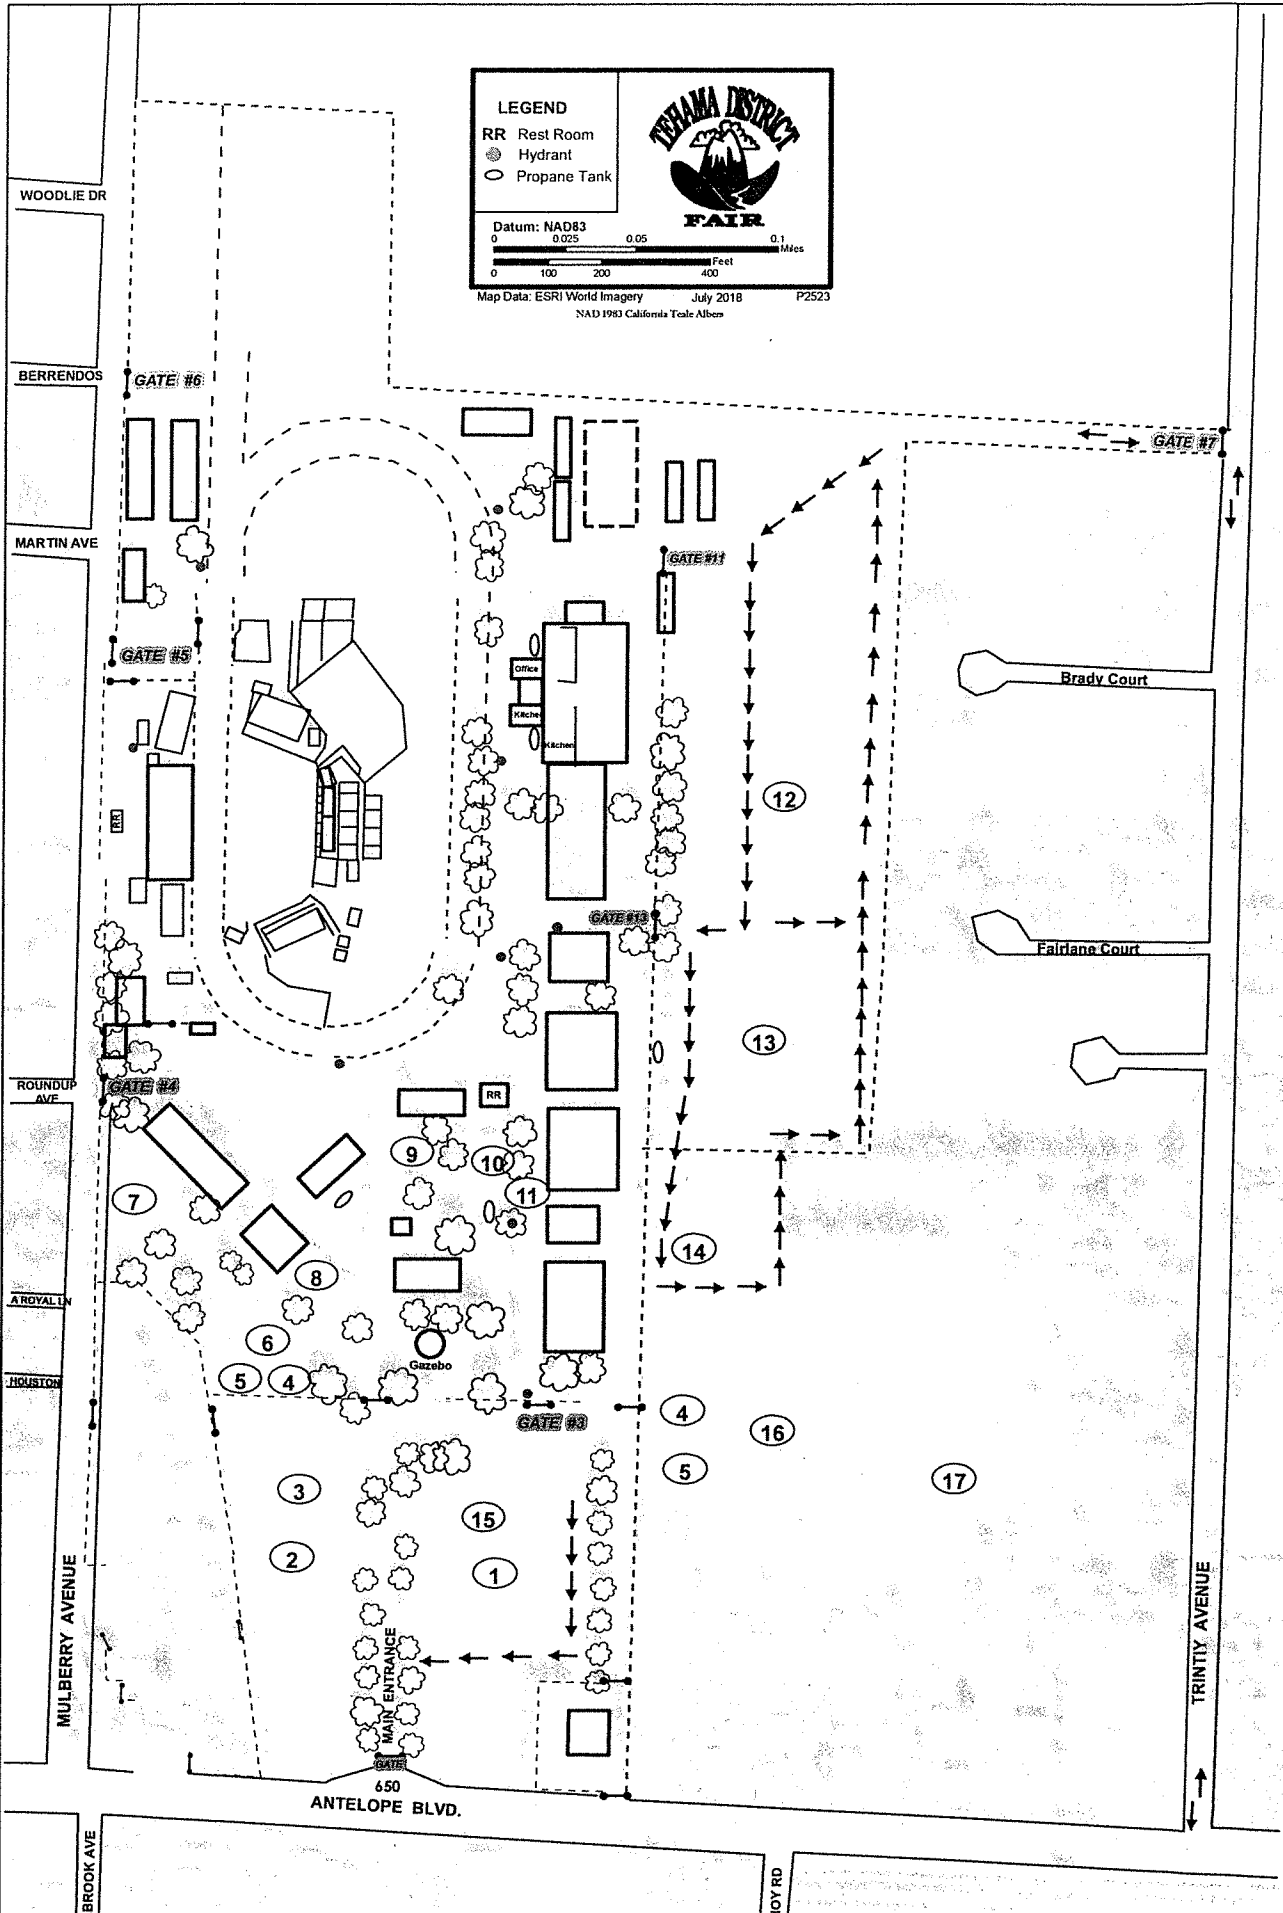 LEGEND
RR Rest Room
Hydrant
Propane Tank
TEHAMA DISTRICT
FAIR
Datum: NAD83
0 0.025 0.05 0.1
Miles
Feet
0 100 200 400
Map Data: ESRI World Imagery July 2018 P2523
NAD 1983 California Teale Albers
WOODLIE DR
BERRENDOS
GATE #6
GATE #7
MARTIN AVE
GATE #11
GATE #5
Office
Brady Court
Kitchen
Kitchen
12
RR
GATE #13
Fairlane Court
13
ROUNDUP
AVE
GATE #4
RR
9
10
11
7
14
8
A ROYAL LN
6
Gazebo
HOUSTON
5
4
GATE #3
4
16
5
17
3
15
2
1
MULBERRY AVENUE
MAIN ENTRANCE
TRINTIY AVENUE
GATE
650
ANTELOPE BLVD.
BROOK AVE
OY RD